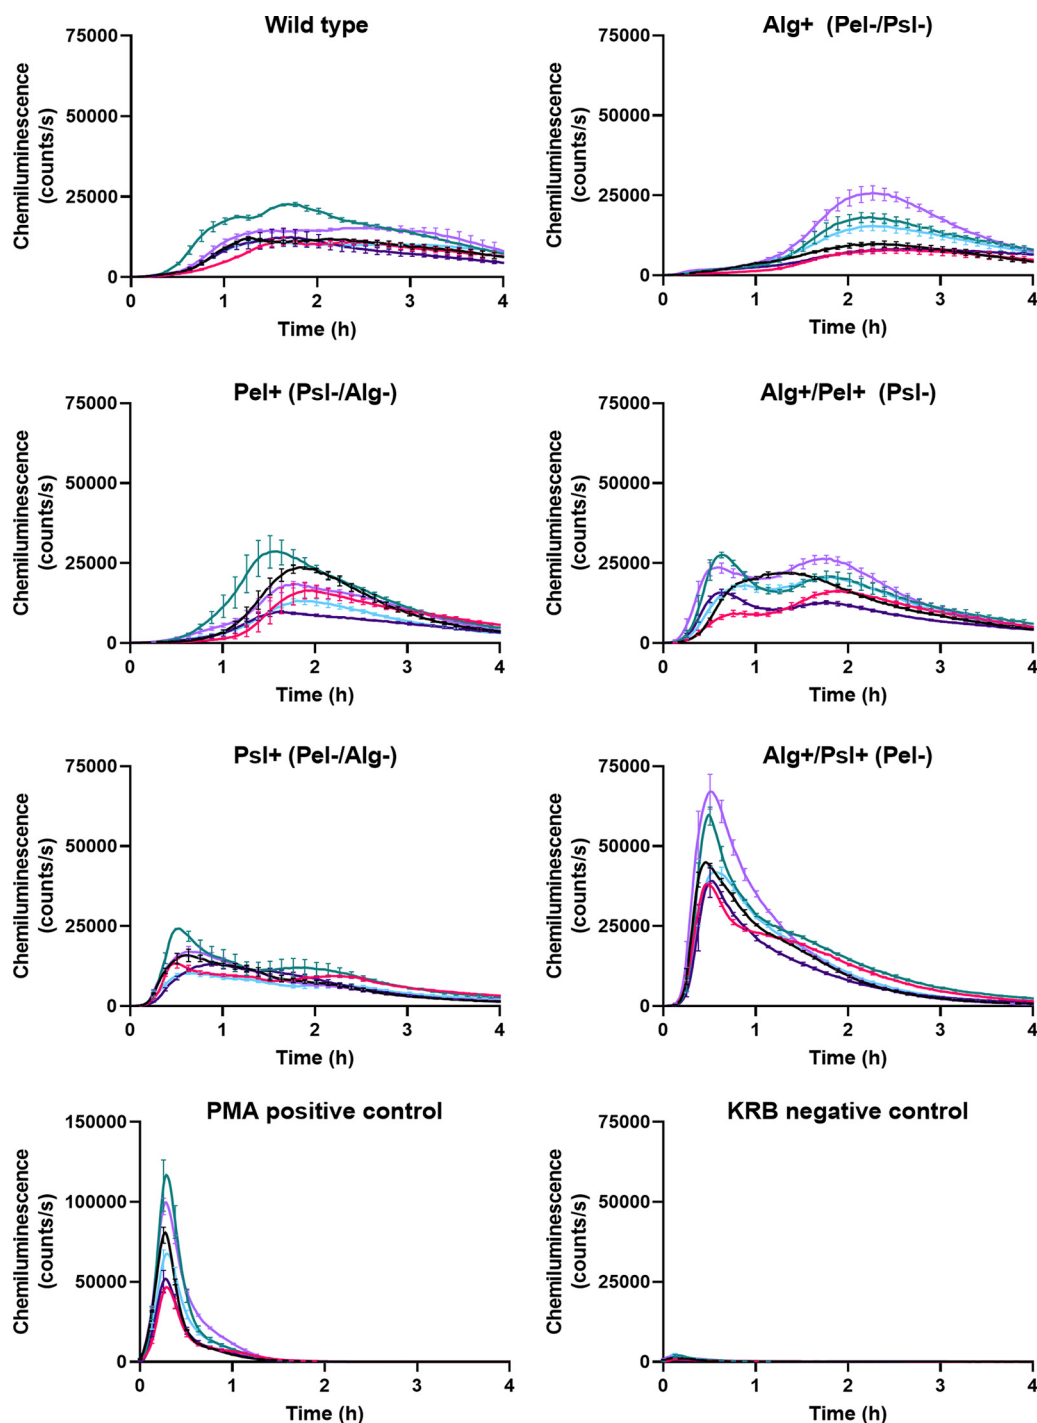 Wild type
75000
50000
25000
0
Chemiluminescence
(counts/s)
0 1 2 3 4
Time (h)
Alg+ (Pel-/Psl-)
75000
50000
25000
0
Chemiluminescence
(counts/s)
0 1 2 3 4
Time (h)
Pel+ (Psl-/Alg-)
75000
50000
25000
0
Chemiluminescence
(counts/s)
0 1 2 3 4
Time (h)
Alg+/Pel+ (Psl-)
75000
50000
25000
0
Chemiluminescence
(counts/s)
0 1 2 3 4
Time (h)
Psl+ (Pel-/Alg-)
75000
50000
25000
0
Chemiluminescence
(counts/s)
0 1 2 3 4
Time (h)
Alg+/Psl+ (Pel-)
75000
50000
25000
0
Chemiluminescence
(counts/s)
0 1 2 3 4
Time (h)
PMA positive control
150000
100000
50000
0
Chemiluminescence
(counts/s)
0 1 2 3 4
Time (h)
KRB negative control
75000
50000
25000
0
Chemiluminescence
(counts/s)
0 1 2 3 4
Time (h)